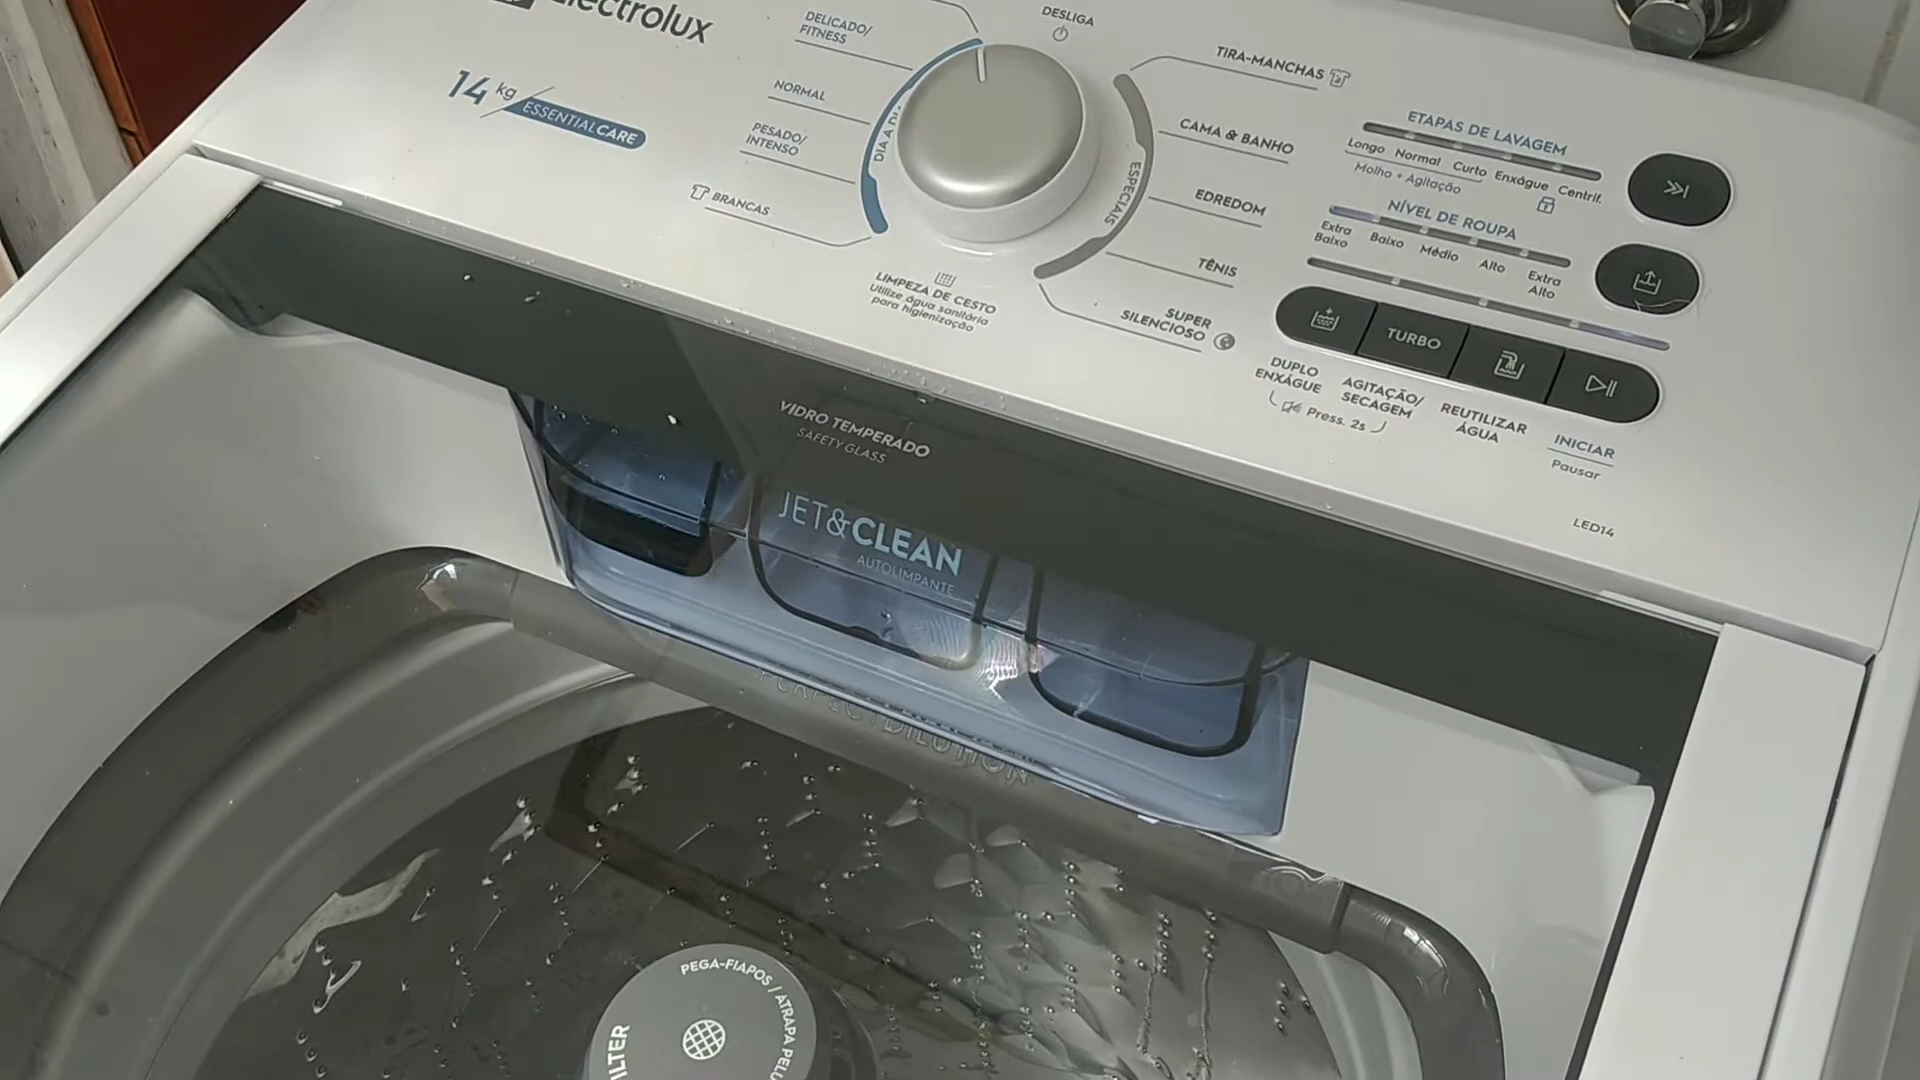 Electrolux
14 kg ESSENTIALCARE
DELICADO/
FITNESS
NORMAL
PESADO/
INTENSO
BRANCAS
DESLIGA
ESPECIAIS
TIRA-MANCHAS
CAMA & BANHO
EDREDOM
TÊNIS
SUPER
SILENCIOSO
LIMPEZA DE CESTO
Utilize água sanitária
para higienização
ETAPAS DE LAVAGEM
Longo Normal Curto Enxágue Centríf.
Molho + Agitação
NÍVEL DE ROUPA
Extra
Baixo
Baixo
Médio
Alto
Extra
Alto
TURBO
DUPLO
ENXÁGUE
AGITAÇÃO/
SECAGEM
Press. 2s
REUTILIZAR
ÁGUA
INICIAR
Pausar
LED14
VIDRO TEMPERADO
SAFETY GLASS
JET&CLEAN
AUTOLIMPANTE
PERFECT DILUTION
PEGA-FIAPOS / ATRAPA